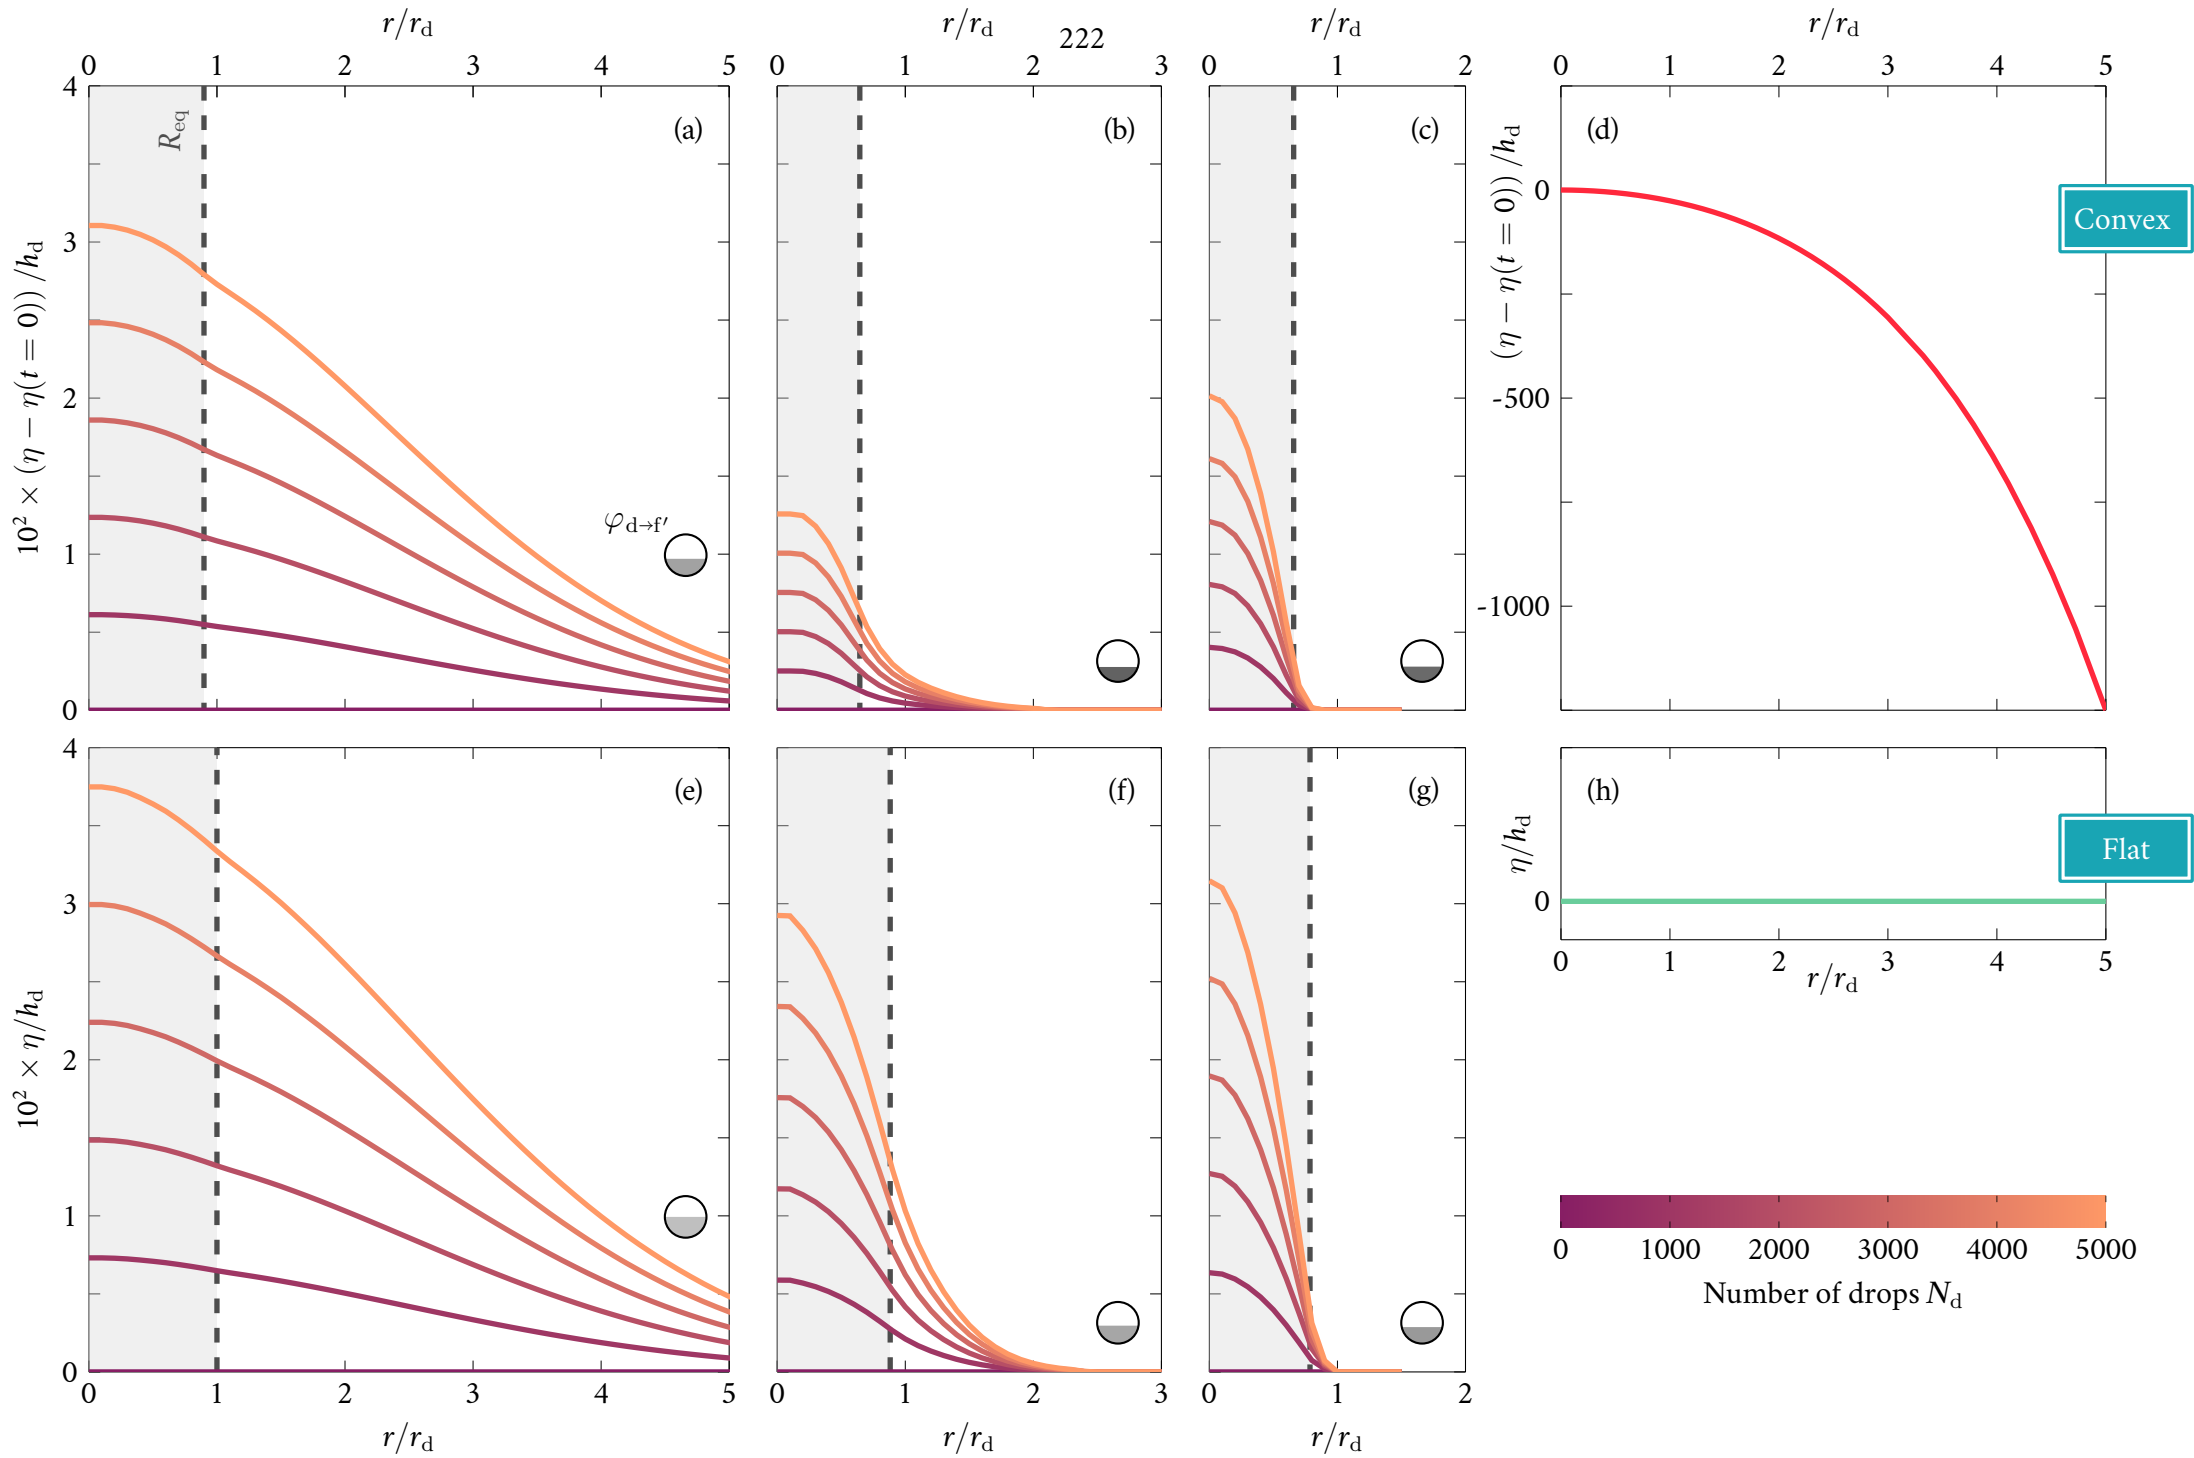 r/r_d r/r_d 222 r/r_d r/r_d
0 1 2 3 4 5 0 1 2 3 0 1 2 0 1 2 3 4 5
10² × (η − η(t = 0)) /h_d
4
3
2
1
0
R_eq
(a)
φ_d→f′
(b)
(c)
(η − η(t = 0)) /h_d
0
-500
-1000
(d)
Convex
10² × η/h_d
4
3
2
1
0
(e)
(f)
(g)
η/h_d
0
(h)
Flat
0 1 2 3 4 5
r/r_d
0 1 2 3 4 5 0 1 2 3 0 1 2
r/r_d r/r_d r/r_d
0 1000 2000 3000 4000 5000
Number of drops N_d